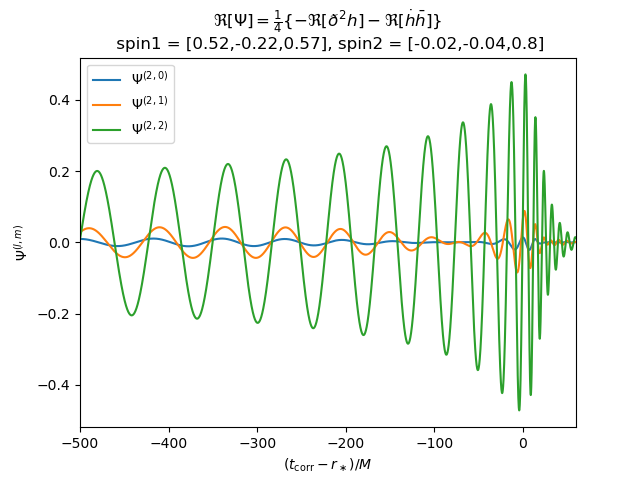 ℜ[Ψ] = 1/4{−ℜ[ð²h] − ℜ[ḣh̄]}
spin1 = [0.52,-0.22,0.57], spin2 = [-0.02,-0.04,0.8]
Ψ^(2,0)
Ψ^(2,1)
Ψ^(2,2)
Ψ^(l,m)
0.4
0.2
0.0
−0.2
−0.4
−500
−400
−300
−200
−100
0
(t_corr − r_*)/M